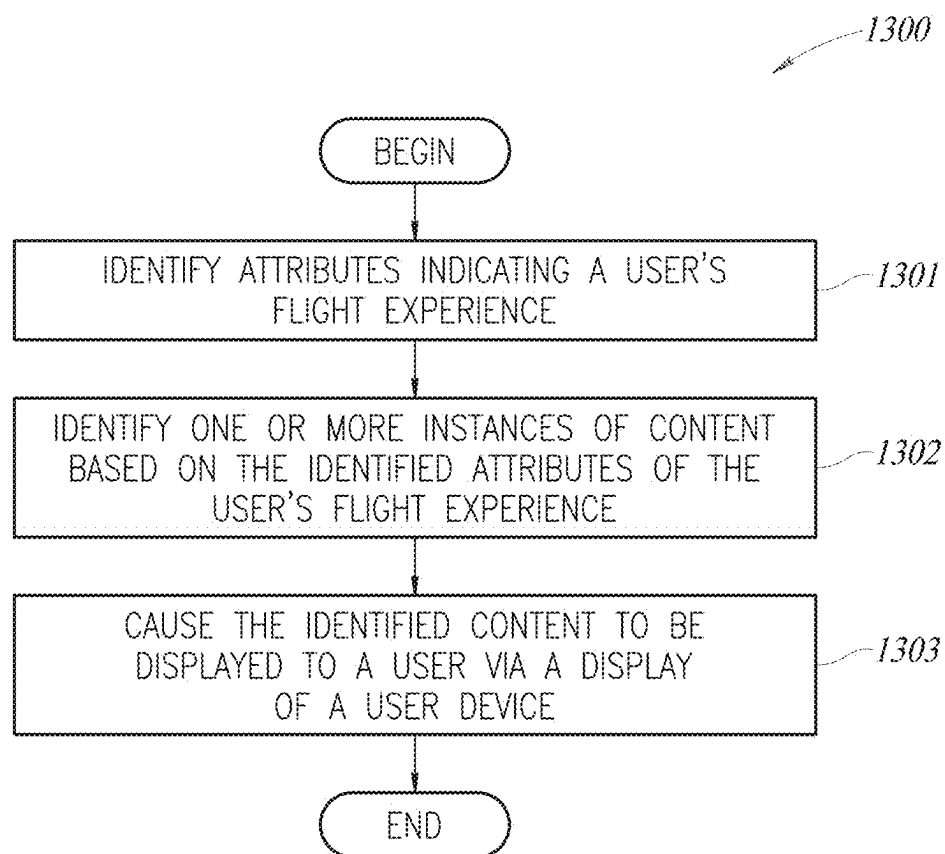 1300
BEGIN
IDENTIFY ATTRIBUTES INDICATING A USER'S
FLIGHT EXPERIENCE
1301
IDENTIFY ONE OR MORE INSTANCES OF CONTENT
BASED ON THE IDENTIFIED ATTRIBUTES OF THE
USER'S FLIGHT EXPERIENCE
1302
CAUSE THE IDENTIFIED CONTENT TO BE
DISPLAYED TO A USER VIA A DISPLAY
OF A USER DEVICE
1303
END